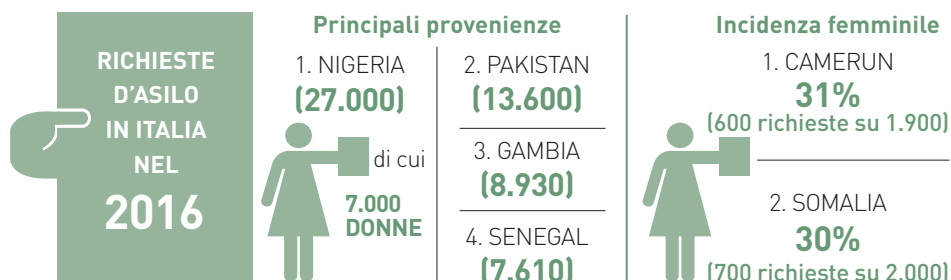 RICHIESTE
D'ASILO
IN ITALIA
NEL
2016
Principali provenienze
1. NIGERIA
(27.000)
di cui
7.000
DONNE
2. PAKISTAN
(13.600)
3. GAMBIA
(8.930)
4. SENEGAL
(7.610)
Incidenza femminile
1. CAMERUN
31%
(600 richieste su 1.900)
2. SOMALIA
30%
(700 richieste su 2.000)